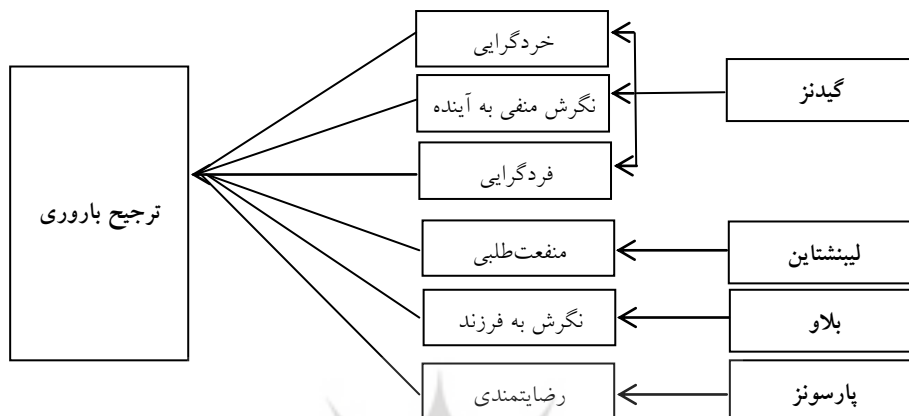 خردگرایی
نگرش منفی به آینده
گیدنز
فردگرایی
ترجیح باروری
منفعت‌طلبی
لیبنشتاین
نگرش به فرزند
بلاو
رضایتمندی
پارسونز